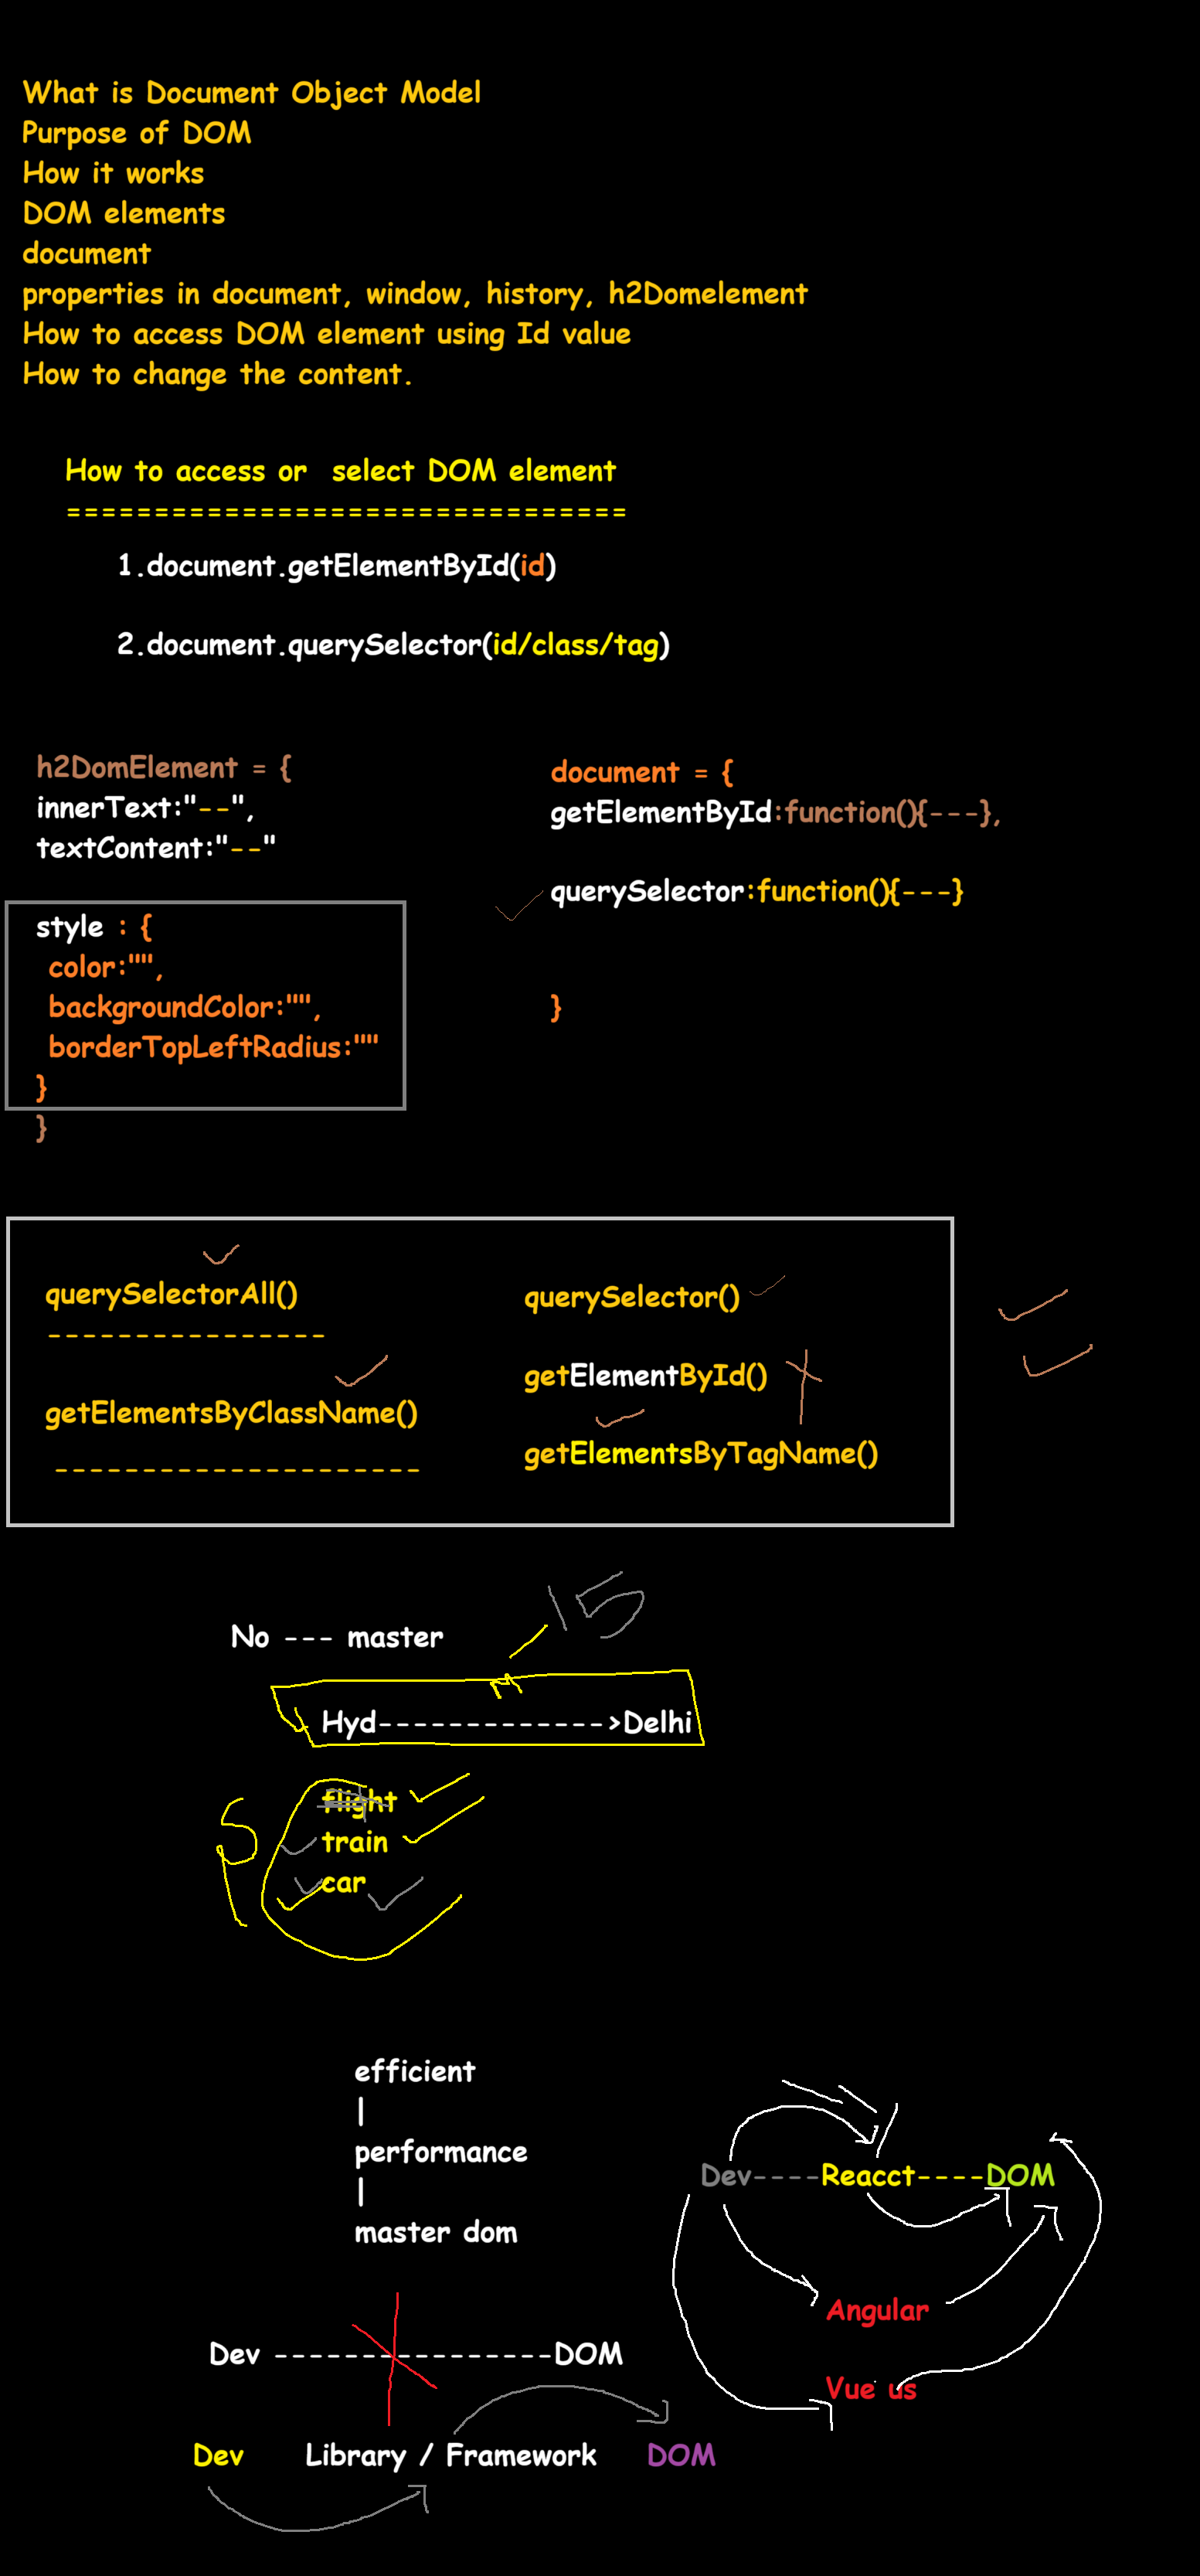 What is Document Object Model
Purpose of DOM
How it works
DOM elements
document
properties in document, window, history, h2Domelement
How to access DOM element using Id value
How to change the content.
How to access or  select DOM element
================================
1.document.getElementById(id)
2.document.querySelector(id/class/tag)
h2DomElement = {
innerText:"--",
textContent:"--"
style : {
color:"",
backgroundColor:"",
borderTopLeftRadius:""
}
}
document = {
getElementById:function(){---},
querySelector:function(){---}
}
querySelectorAll()
----------------
getElementsByClassName()
---------------------
querySelector()
getElementById()
getElementsByTagName()
15
No --- master
Hyd------------->Delhi
flight
train
car
efficient
|
performance
|
master dom
Dev----Reacct----DOM
Angular
Vue us
Dev -------------------DOM
Dev Library / Framework DOM